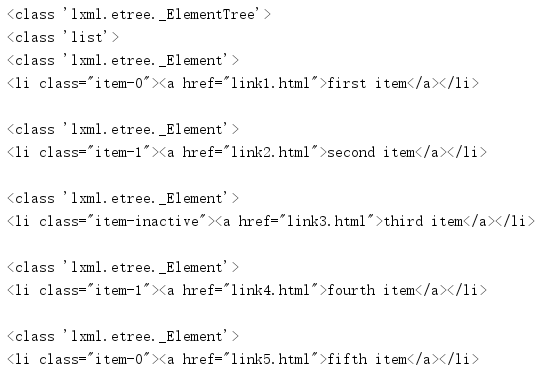 <class 'lxml.etree._ElementTree'>
<class 'list'>
<class 'lxml.etree._Element'>
<li class="item-0"><a href="link1.html">first item</a></li>
<class 'lxml.etree._Element'>
<li class="item-1"><a href="link2.html">second item</a></li>
<class 'lxml.etree._Element'>
<li class="item-inactive"><a href="link3.html">third item</a></li>
<class 'lxml.etree._Element'>
<li class="item-1"><a href="link4.html">fourth item</a></li>
<class 'lxml.etree._Element'>
<li class="item-0"><a href="link5.html">fifth item</a></li>